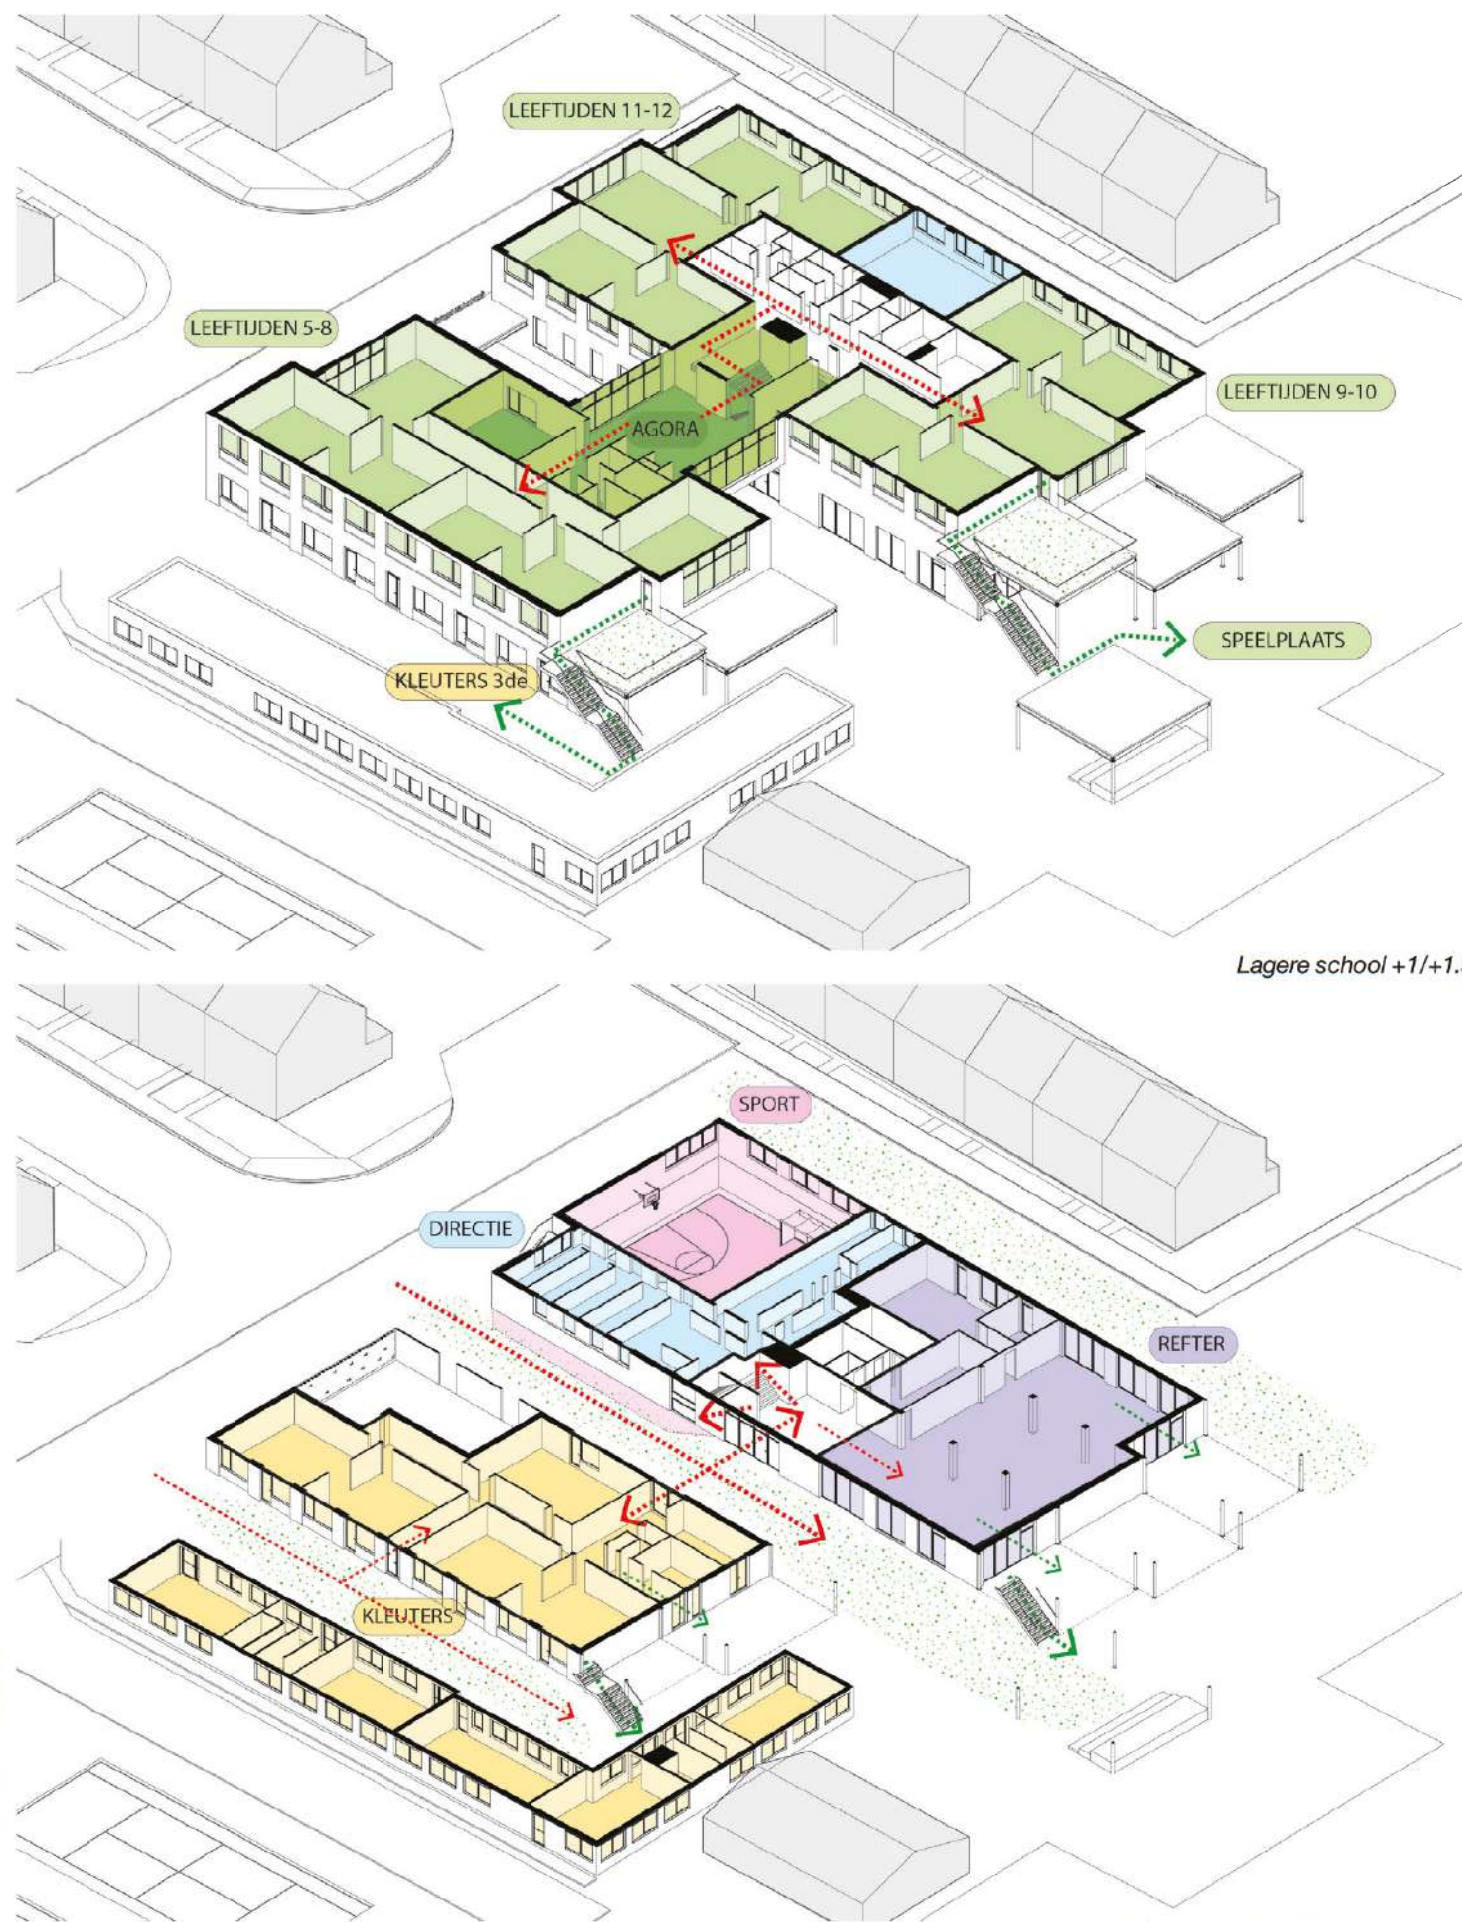 LEEFTIJDEN 11-12
LEEFTIJDEN 5-8
LEEFTIJDEN 9-10
AGORA
SPEELPLAATS
KLEUTERS 3de
Lagere school +1/+1.
SPORT
DIRECTIE
REFTER
KLEUTERS